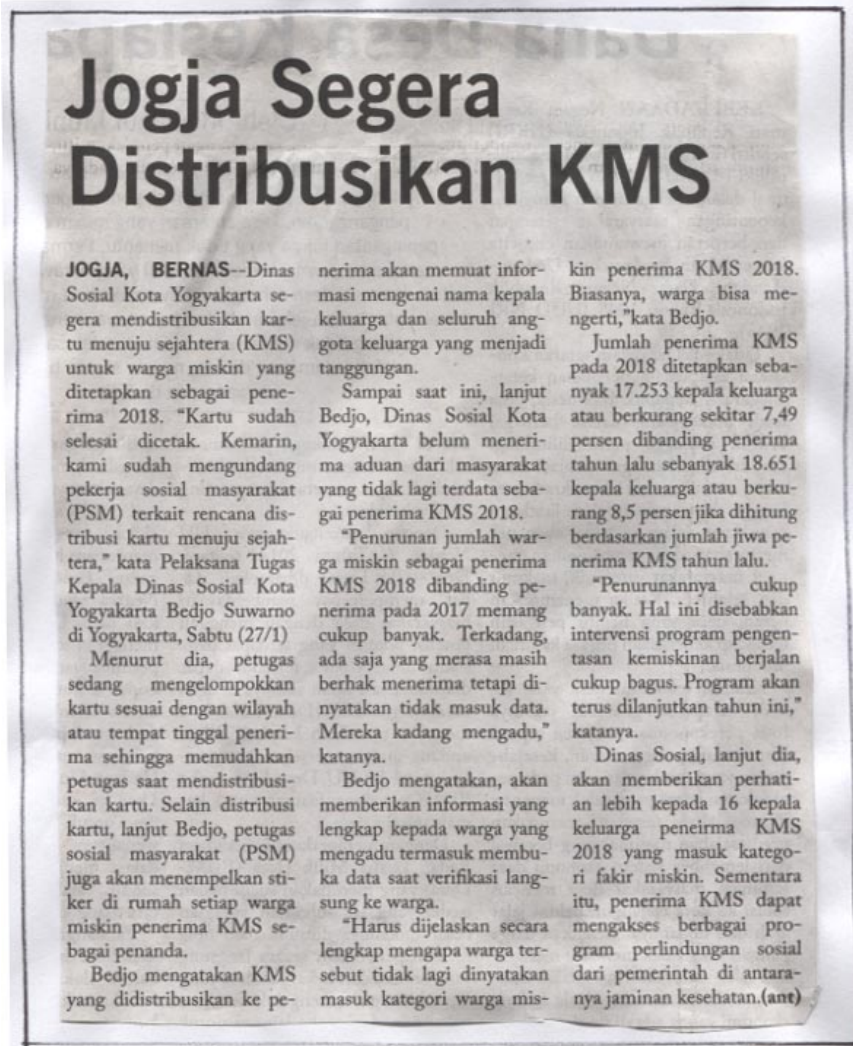 Jogja Segera
Distribusikan KMS
JOGJA, BERNAS--Dinas
Sosial Kota Yogyakarta se-
gera mendistribusikan kar-
tu menuju sejahtera (KMS)
untuk warga miskin yang
ditetapkan sebagai pene-
rima 2018. “Kartu sudah
selesai dicetak. Kemarin,
kami sudah mengundang
pekerja sosial masyarakat
(PSM) terkait rencana dis-
tribusi kartu menuju sejah-
tera,” kata Pelaksana Tugas
Kepala Dinas Sosial Kota
Yogyakarta Bedjo Suwarno
di Yogyakarta, Sabtu (27/1)
Menurut dia, petugas
sedang mengelompokkan
kartu sesuai dengan wilayah
atau tempat tinggal peneri-
ma sehingga memudahkan
petugas saat mendistribusi-
kan kartu. Selain distribusi
kartu, lanjut Bedjo, petugas
sosial masyarakat (PSM)
juga akan menempelkan sti-
ker di rumah setiap warga
miskin penerima KMS se-
bagai penanda.
Bedjo mengatakan KMS
yang didistribusikan ke pe-
nerima akan memuat infor-
masi mengenai nama kepala
keluarga dan seluruh ang-
gota keluarga yang menjadi
tanggungan.
Sampai saat ini, lanjut
Bedjo, Dinas Sosial Kota
Yogyakarta belum meneri-
ma aduan dari masyarakat
yang tidak lagi terdata seba-
gai penerima KMS 2018.
“Penurunan jumlah war-
ga miskin sebagai penerima
KMS 2018 dibanding pe-
nerima pada 2017 memang
cukup banyak. Terkadang,
ada saja yang merasa masih
berhak menerima tetapi di-
nyatakan tidak masuk data.
Mereka kadang mengadu,”
katanya.
Bedjo mengatakan, akan
memberikan informasi yang
lengkap kepada warga yang
mengadu termasuk membu-
ka data saat verifikasi lang-
sung ke warga.
“Harus dijelaskan secara
lengkap mengapa warga ter-
sebut tidak lagi dinyatakan
masuk kategori warga mis-
kin penerima KMS 2018.
Biasanya, warga bisa me-
ngerti,”kata Bedjo.
Jumlah penerima KMS
pada 2018 ditetapkan seba-
nyak 17.253 kepala keluarga
atau berkurang sekitar 7,49
persen dibanding penerima
tahun lalu sebanyak 18.651
kepala keluarga atau berku-
rang 8,5 persen jika dihitung
berdasarkan jumlah jiwa pe-
nerima KMS tahun lalu.
“Penurunannya cukup
banyak. Hal ini disebabkan
intervensi program pengen-
tasan kemiskinan berjalan
cukup bagus. Program akan
terus dilanjutkan tahun ini,”
katanya.
Dinas Sosial, lanjut dia,
akan memberikan perhati-
an lebih kepada 16 kepala
keluarga peneirma KMS
2018 yang masuk katego-
ri fakir miskin. Sementara
itu, penerima KMS dapat
mengakses berbagai pro-
gram perlindungan sosial
dari pemerintah di antara-
nya jaminan kesehatan.(ant)